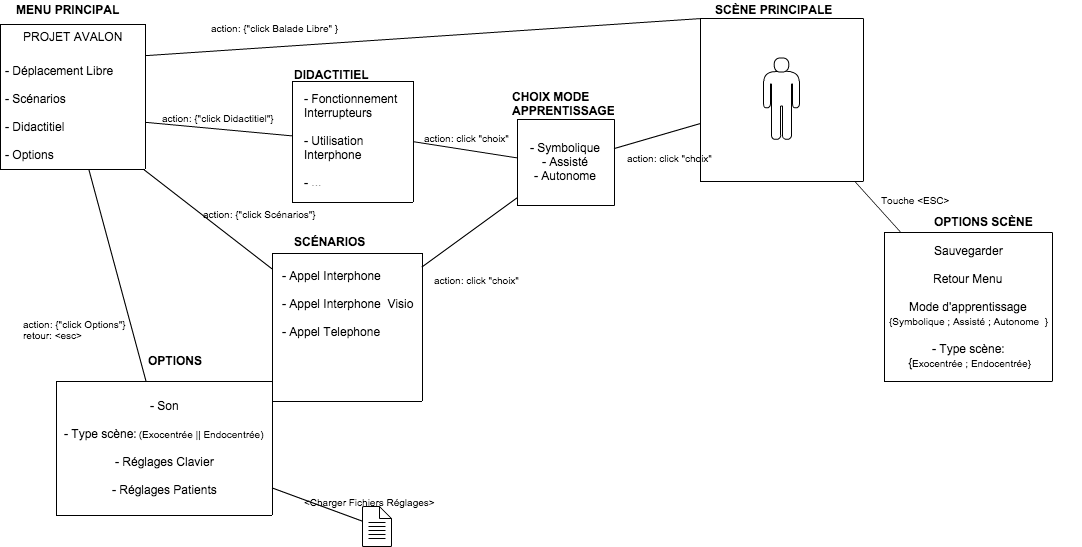 MENU PRINCIPAL
PROJET AVALON
- Déplacement Libre
- Scénarios
- Didactitiel
- Options
action: {"click Balade Libre" }
SCÈNE PRINCIPALE
DIDACTITIEL
- Fonctionnement
Interrupteurs
- Utilisation
Interphone
- ...
action: {"click Didactitiel"}
action: click "choix"
CHOIX MODE
APPRENTISSAGE
- Symbolique
- Assisté
- Autonome
action: click "choix"
Touche <ESC>
OPTIONS SCÈNE
Sauvegarder
Retour Menu
Mode d'apprentissage
{Symbolique ; Assisté ; Autonome }
- Type scène:
{Exocentrée ; Endocentrée}
action: {"click Scénarios"}
SCÉNARIOS
- Appel Interphone
- Appel Interphone Visio
- Appel Telephone
action: click "choix"
action: {"click Options"}
retour: <esc>
OPTIONS
- Son
- Type scène: (Exocentrée || Endocentrée)
- Réglages Clavier
- Réglages Patients
<Charger Fichiers Réglages>